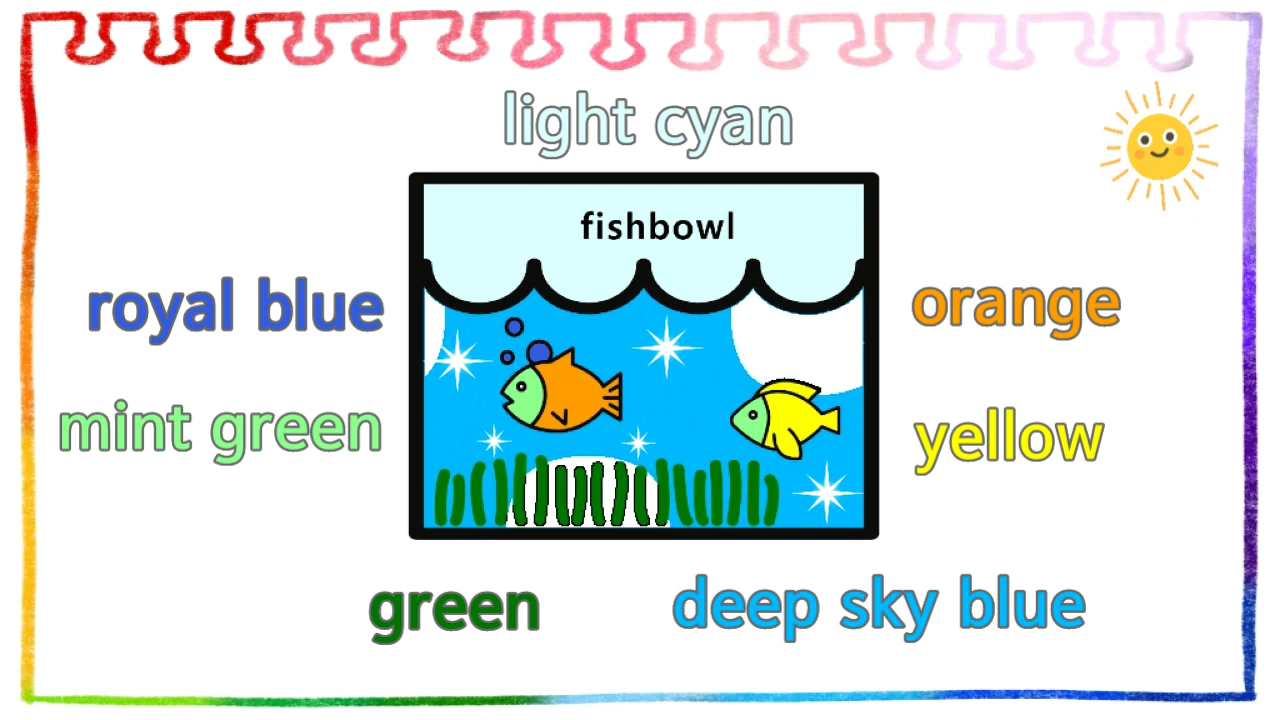 light cyan
fishbowl
royal blue
orange
mint green
yellow
green
deep sky blue